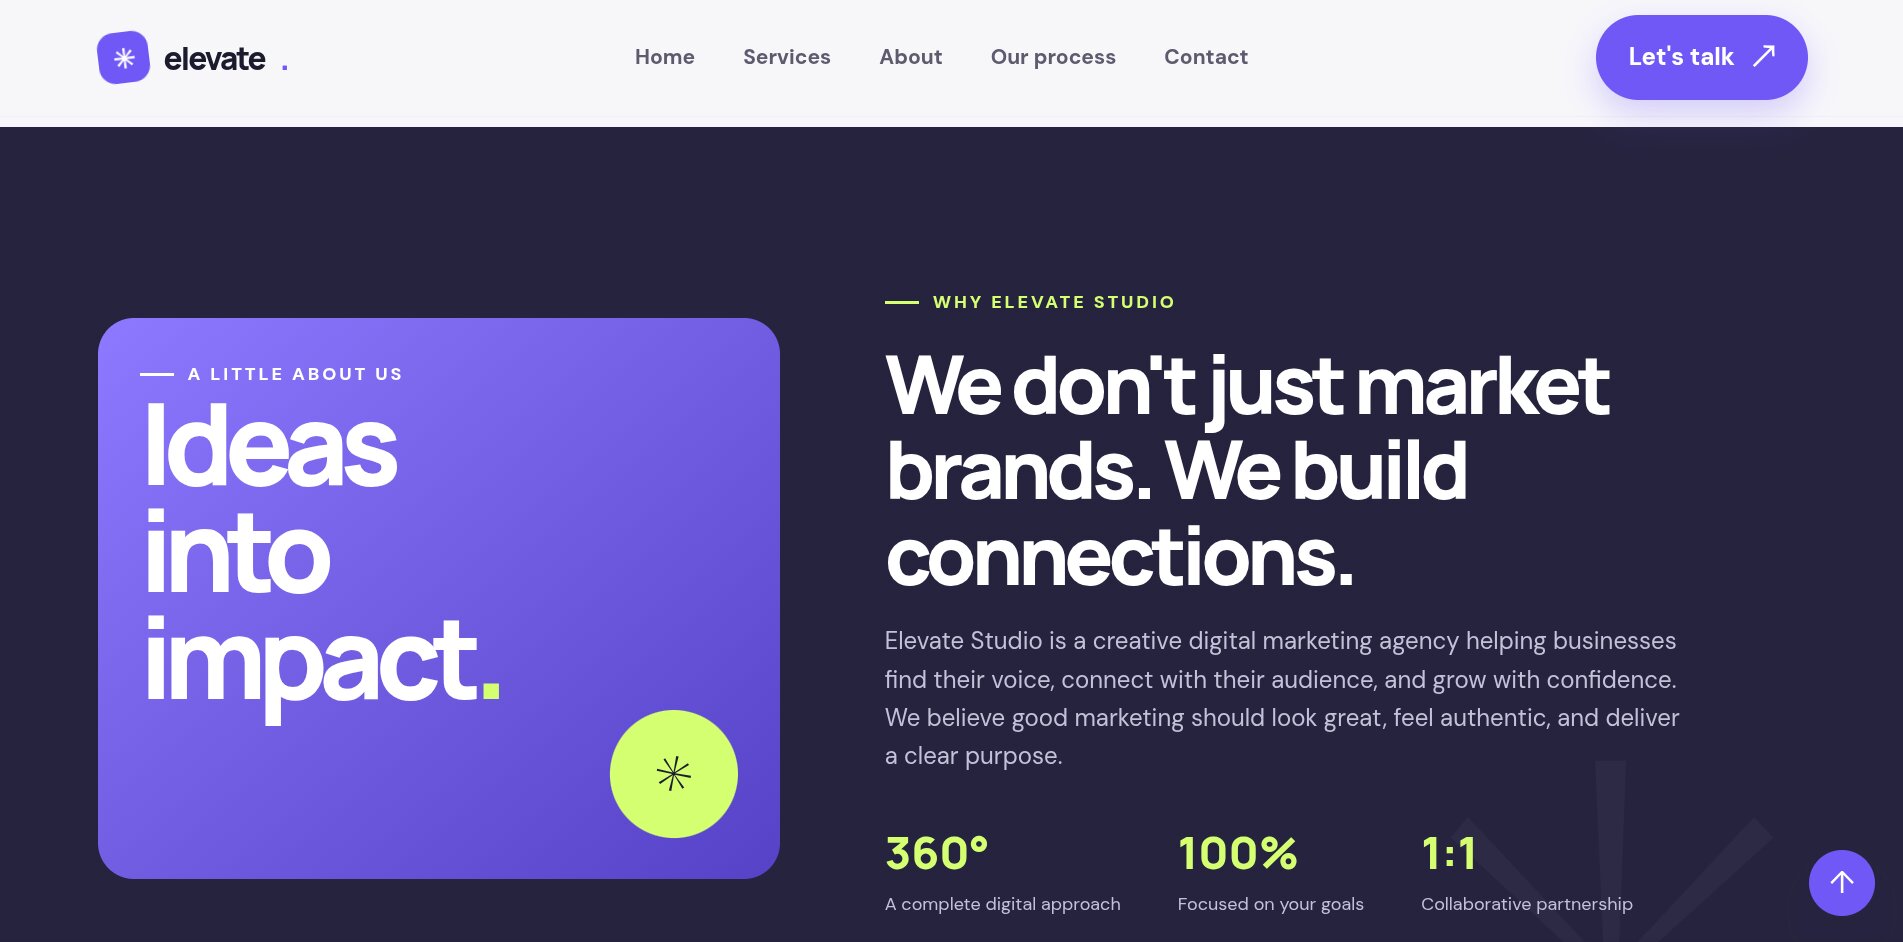 elevate .
Home Services About Our process Contact
Let's talk
A LITTLE ABOUT US
Ideas
into
impact.
WHY ELEVATE STUDIO
We don't just market
brands. We build
connections.
Elevate Studio is a creative digital marketing agency helping businesses
find their voice, connect with their audience, and grow with confidence.
We believe good marketing should look great, feel authentic, and deliver
a clear purpose.
360° 100% 1:1
A complete digital approach Focused on your goals Collaborative partnership